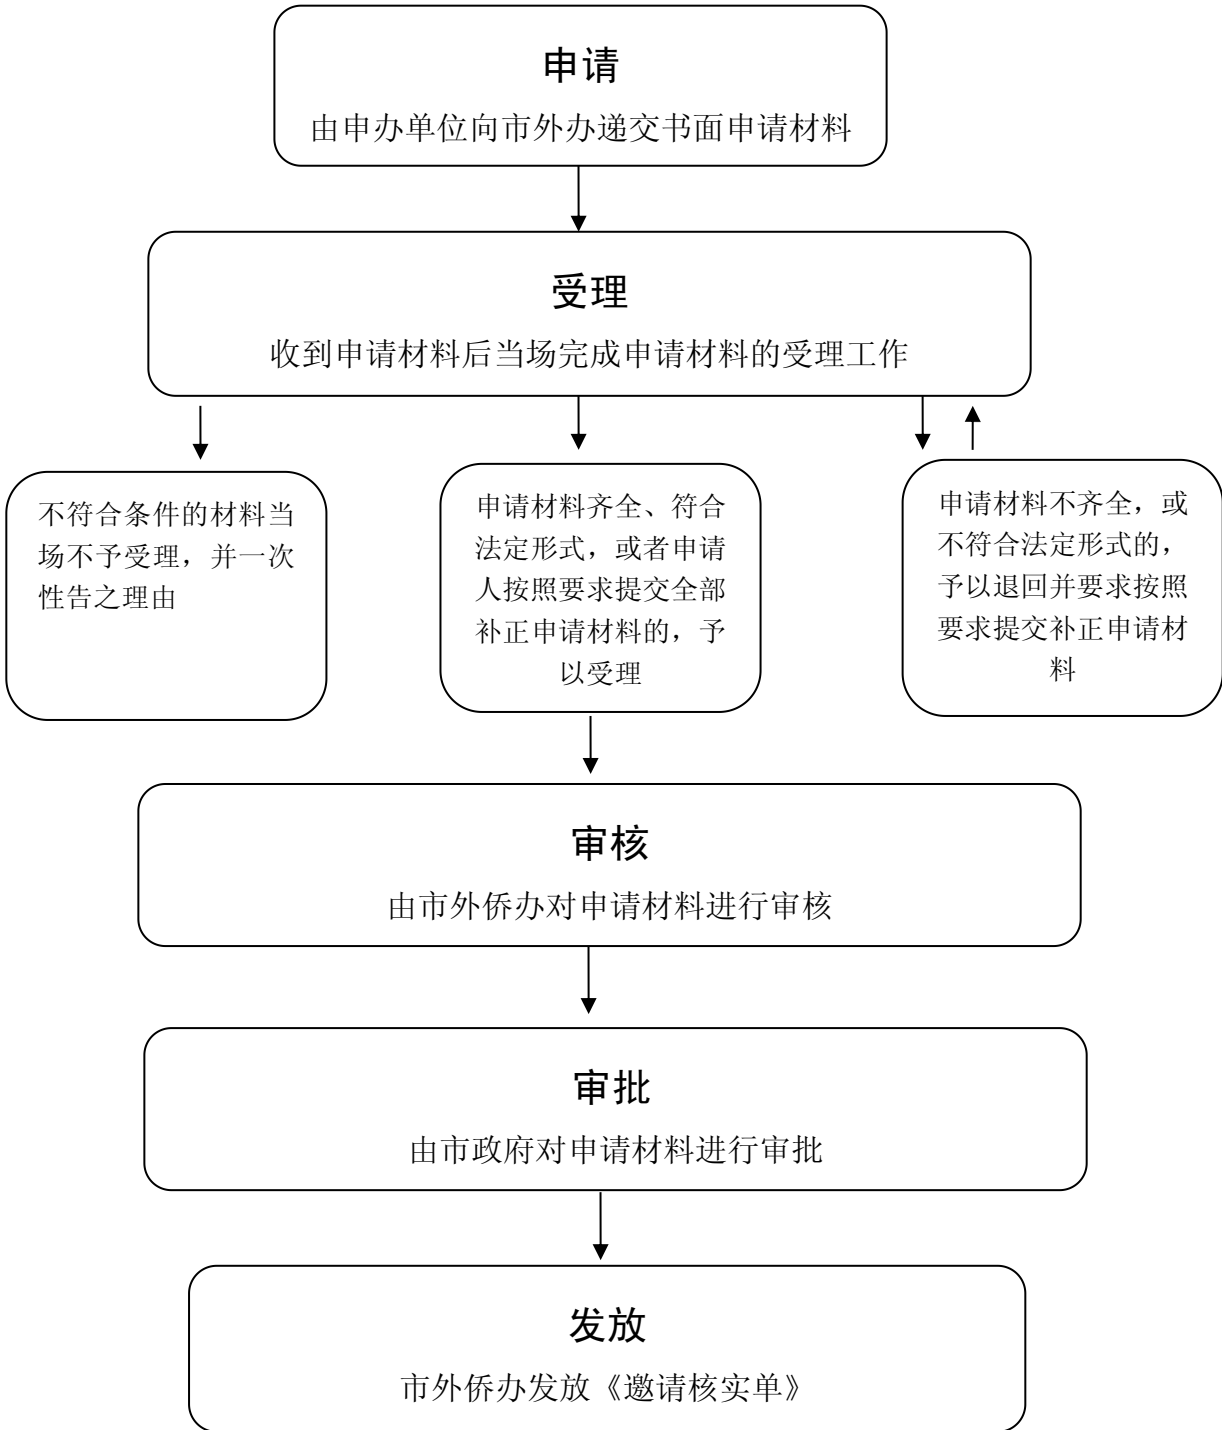 申请
由申办单位向市外办递交书面申请材料
受理
收到申请材料后当场完成申请材料的受理工作
不符合条件的材料当
场不予受理，并一次
性告之理由
申请材料齐全、符合
法定形式，或者申请
人按照要求提交全部
补正申请材料的，予
以受理
申请材料不齐全，或
不符合法定形式的，
予以退回并要求按照
要求提交补正申请材
料
审核
由市外侨办对申请材料进行审核
审批
由市政府对申请材料进行审批
发放
市外侨办发放《邀请核实单》